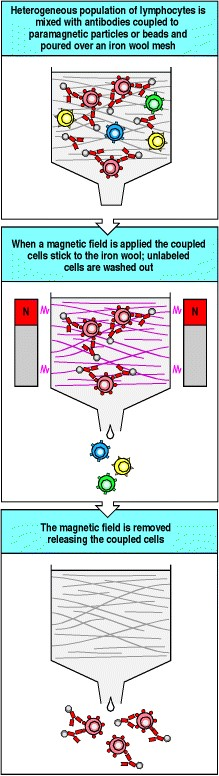 Heterogeneous population of lymphocytes is
mixed with antibodies coupled to
paramagnetic particles or beads and
poured over an iron wool mesh
When a magnetic field is applied the coupled
cells stick to the iron wool; unlabeled
cells are washed out
N
N
The magnetic field is removed
releasing the coupled cells